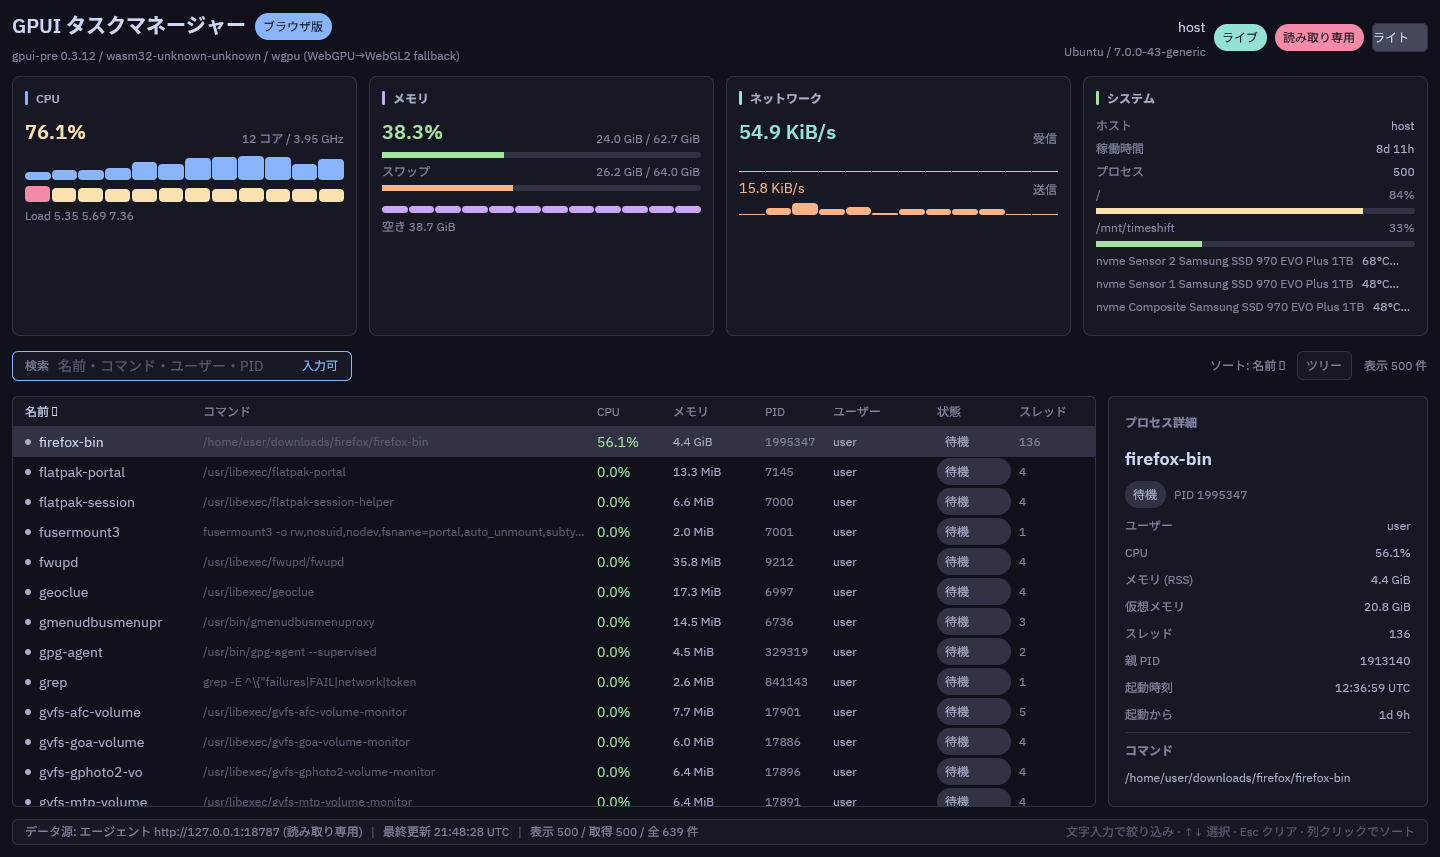 GPUI タスクマネージャー ブラウザ版
gpui-pre 0.3.12 / wasm32-unknown-unknown / wgpu (WebGPU→WebGL2 fallback)
host
Ubuntu / 7.0.0-43-generic
ライブ 読み取り専用 ライト
CPU
76.1% 12 コア / 3.95 GHz
Load 5.35 5.69 7.36
メモリ
38.3% 24.0 GiB / 62.7 GiB
スワップ 26.2 GiB / 64.0 GiB
空き 38.7 GiB
ネットワーク
54.9 KiB/s 受信
15.8 KiB/s 送信
システム
ホスト host
稼働時間 8d 11h
プロセス 500
/ 84%
/mnt/timeshift 33%
nvme Sensor 2 Samsung SSD 970 EVO Plus 1TB 68°C…
nvme Sensor 1 Samsung SSD 970 EVO Plus 1TB 48°C…
nvme Composite Samsung SSD 970 EVO Plus 1TB 48°C…
検索 名前・コマンド・ユーザー・PID 入力可
ソート: 名前 ツリー 表示 500 件
名前 コマンド CPU メモリ PID ユーザー 状態 スレッド
firefox-bin /home/user/downloads/firefox/firefox-bin 56.1% 4.4 GiB 1995347 user 待機 136
flatpak-portal /usr/libexec/flatpak-portal 0.0% 13.3 MiB 7145 user 待機 4
flatpak-session /usr/libexec/flatpak-session-helper 0.0% 6.6 MiB 7000 user 待機 4
fusermount3 fusermount3 -o rw,nosuid,nodev,fsname=portal,auto_unmount,subty… 0.0% 2.0 MiB 7001 user 待機 1
fwupd /usr/libexec/fwupd/fwupd 0.0% 35.8 MiB 9212 user 待機 4
geoclue /usr/libexec/geoclue 0.0% 17.3 MiB 6997 user 待機 4
gmenudbusmenupr /usr/bin/gmenudbusmenuproxy 0.0% 14.5 MiB 6736 user 待機 3
gpg-agent /usr/bin/gpg-agent --supervised 0.0% 4.5 MiB 329319 user 待機 2
grep grep -E ^\{"failures|FAIL|network|token 0.0% 2.6 MiB 841143 user 待機 1
gvfs-afc-volume /usr/libexec/gvfs-afc-volume-monitor 0.0% 7.7 MiB 17901 user 待機 5
gvfs-goa-volume /usr/libexec/gvfs-goa-volume-monitor 0.0% 6.0 MiB 17886 user 待機 4
gvfs-gphoto2-vo /usr/libexec/gvfs-gphoto2-volume-monitor 0.0% 6.4 MiB 17896 user 待機 4
gvfs-mtp-volume /usr/libexec/gvfs-mtp-volume-monitor 0.0% 6.4 MiB 17891 user 待機 4
プロセス詳細
firefox-bin
待機 PID 1995347
ユーザー user
CPU 56.1%
メモリ (RSS) 4.4 GiB
仮想メモリ 20.8 GiB
スレッド 136
親 PID 1913140
起動時刻 12:36:59 UTC
起動から 1d 9h
コマンド
/home/user/downloads/firefox/firefox-bin
データ源: エージェント http://127.0.0.1:18787 (読み取り専用) | 最終更新 21:48:28 UTC | 表示 500 / 取得 500 / 全 639 件
文字入力で絞り込み · ↑↓ 選択 · Esc クリア · 列クリックでソート